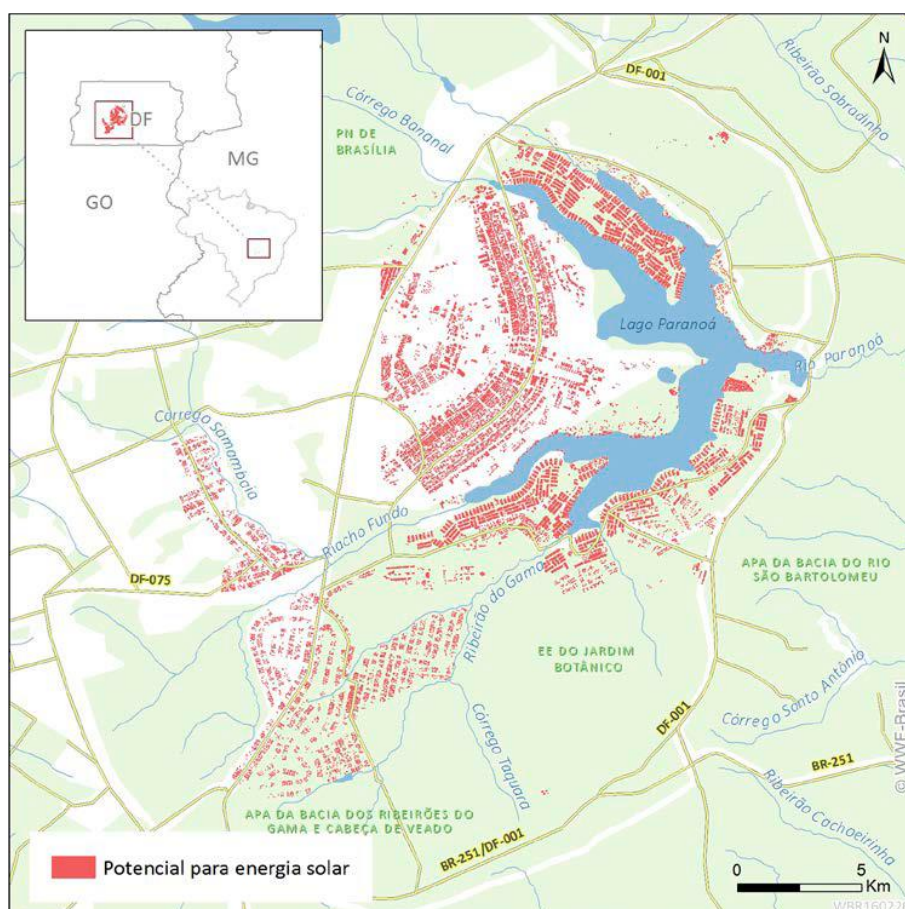 N
DF-001
Ribeirão Sobradinho
Córrego Bananal
PN DE
BRASÍLIA
DF
MG
GO
Lago Paranoá
Rio Paranoá
Córrego Samambaia
Riacho Fundo
DF-075
Ribeirão do Gama
APA DA BACIA DO RIO
SÃO BARTOLOMEU
EE DO JARDIM
BOTÂNICO
Córrego Santo Antônio
DF-001
Córrego Taquara
BR-251
Ribeirão Cachoeirinha
© WWF-Brasil
APA DA BACIA DOS RIBEIRÕES DO
GAMA E CABEÇA DE VEADO
BR-251/DF-001
Potencial para energia solar
0 5
Km